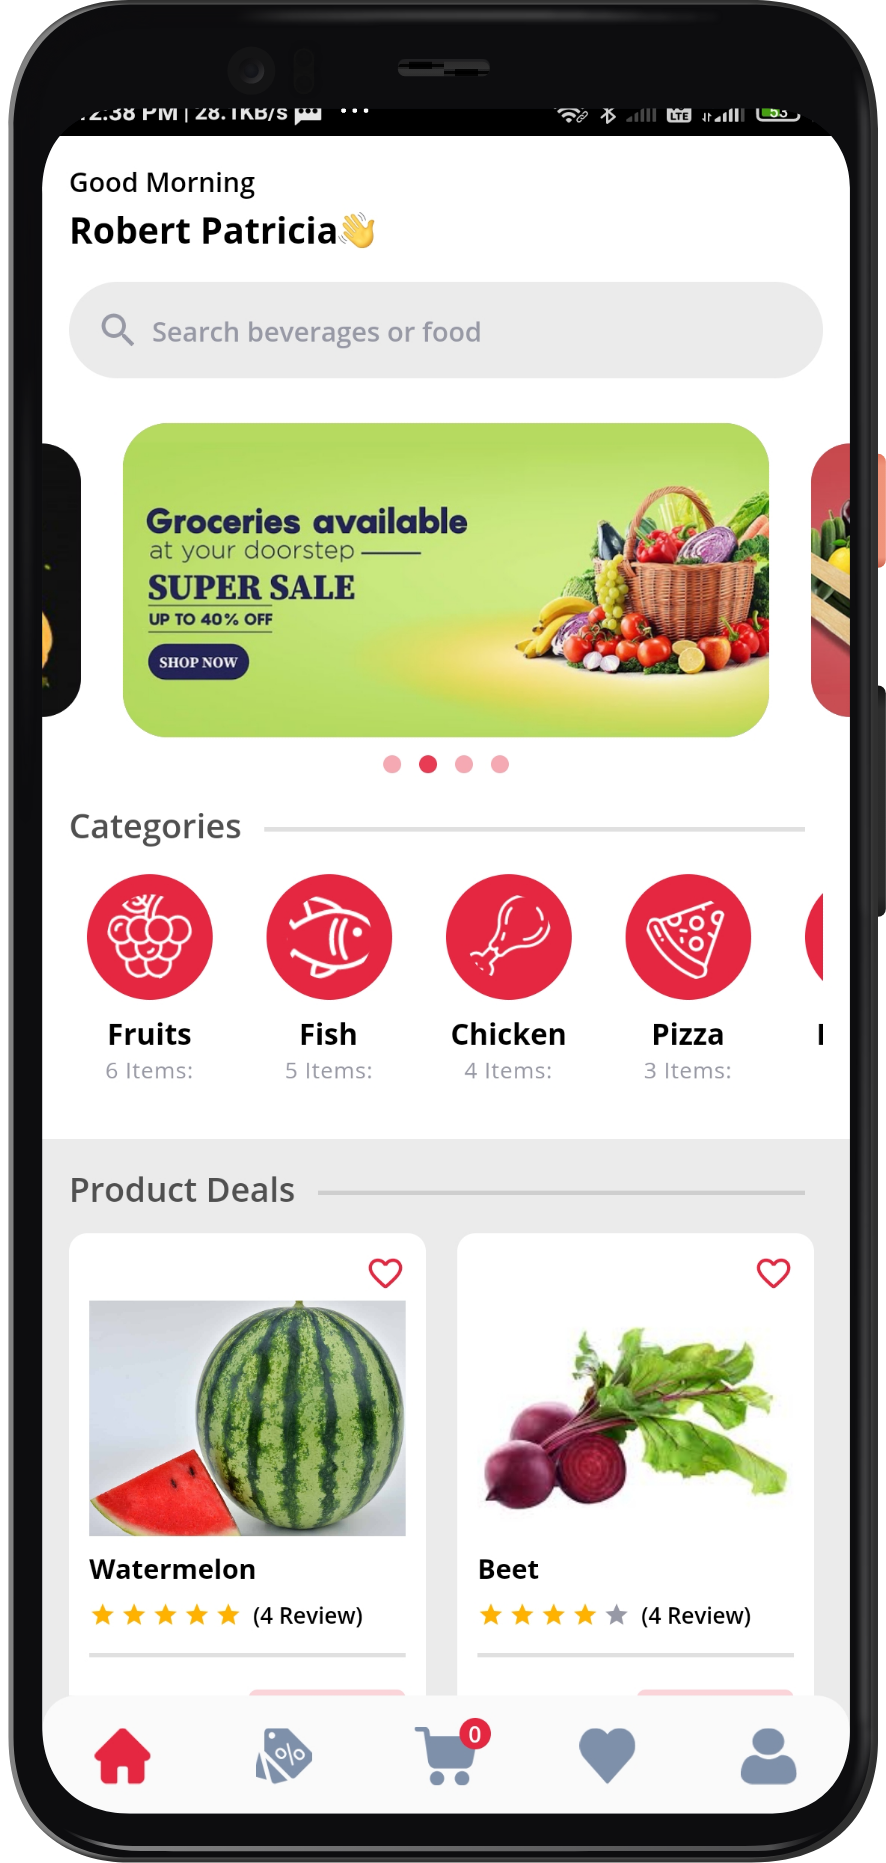 2:38 PM | 28.1KB/s ...
LTE 53
Good Morning
Robert Patricia👋
Search beverages or food
Groceries available
at your doorstep
SUPER SALE
UP TO 40% OFF
SHOP NOW
Categories
Fruits Fish Chicken Pizza
6 Items: 5 Items: 4 Items: 3 Items:
Product Deals
Watermelon Beet
(4 Review) (4 Review)
% 0